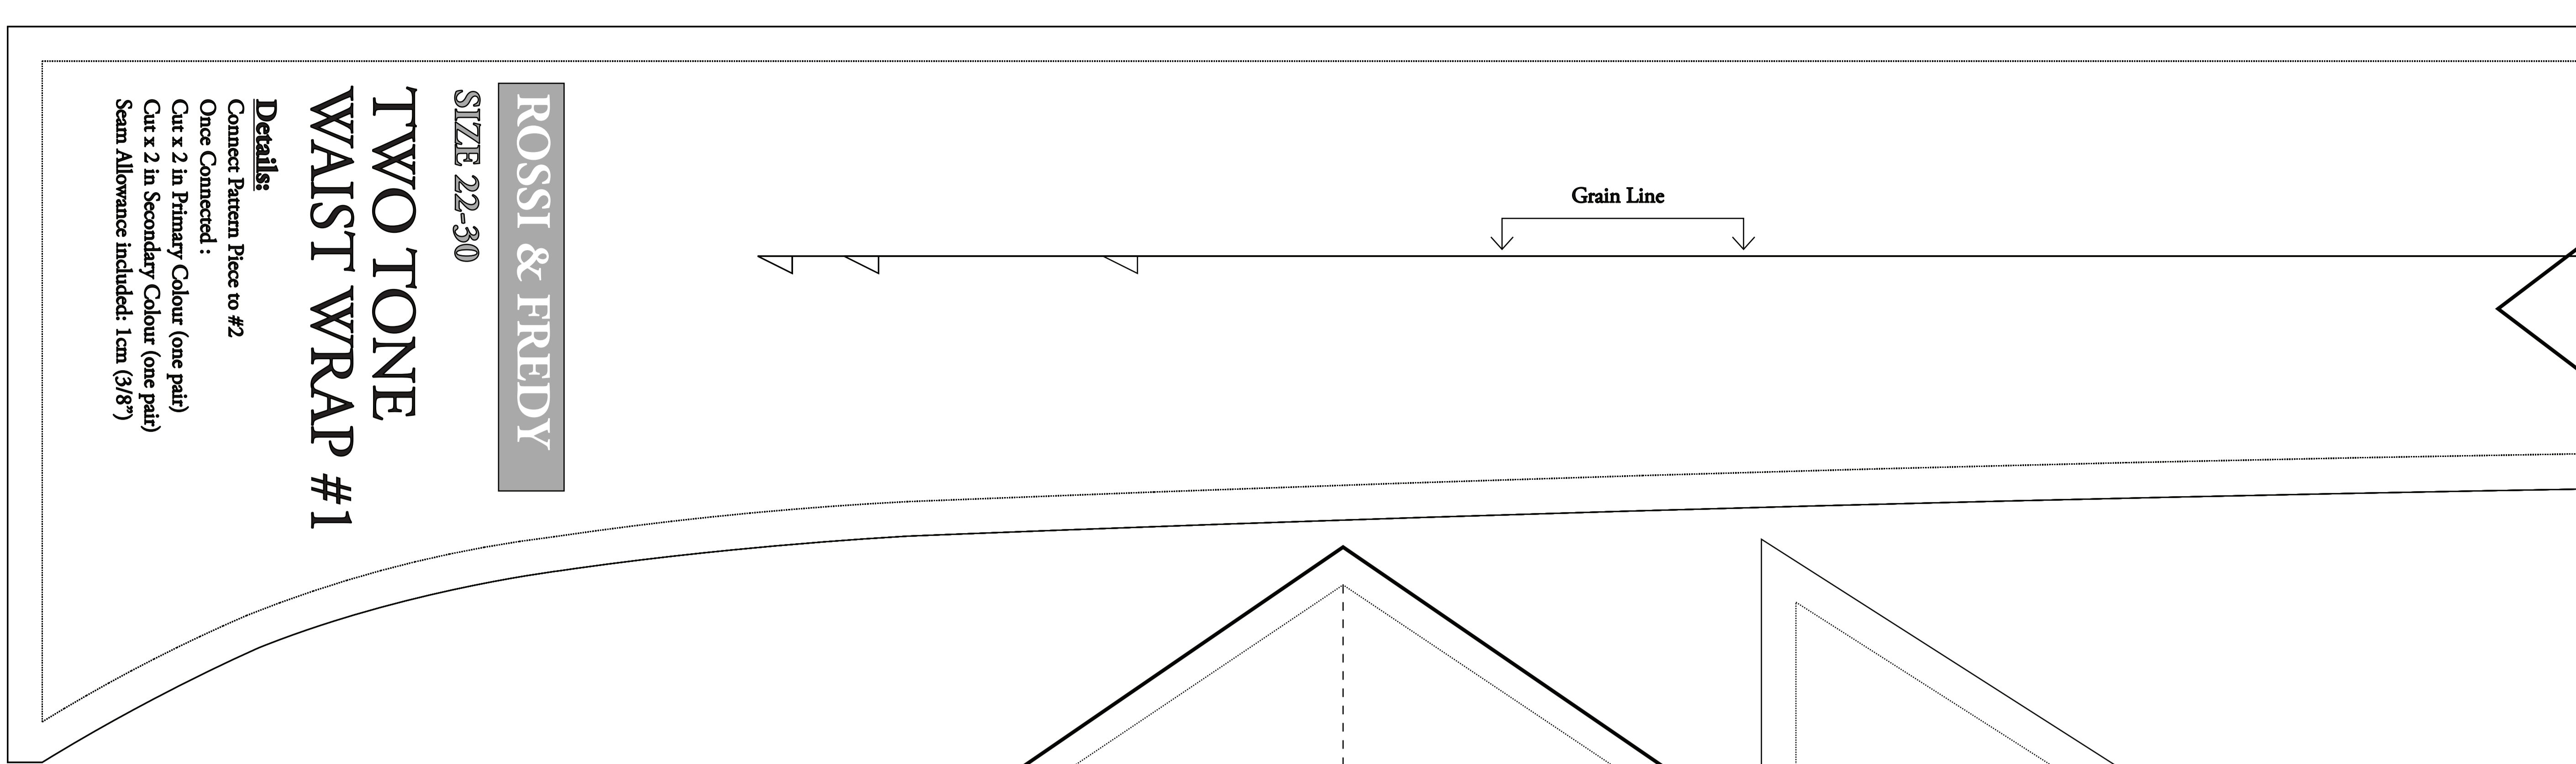 ROSSI & FREDY
SIZE 22-30
TWO TONE
WAIST WRAP #1
Details:
Connect Pattern Piece to #2
Once Connected :
Cut x 2 in Primary Colour (one pair)
Cut x 2 in Secondary Colour (one pair)
Seam Allowance included: 1cm (3/8”)
Grain Line